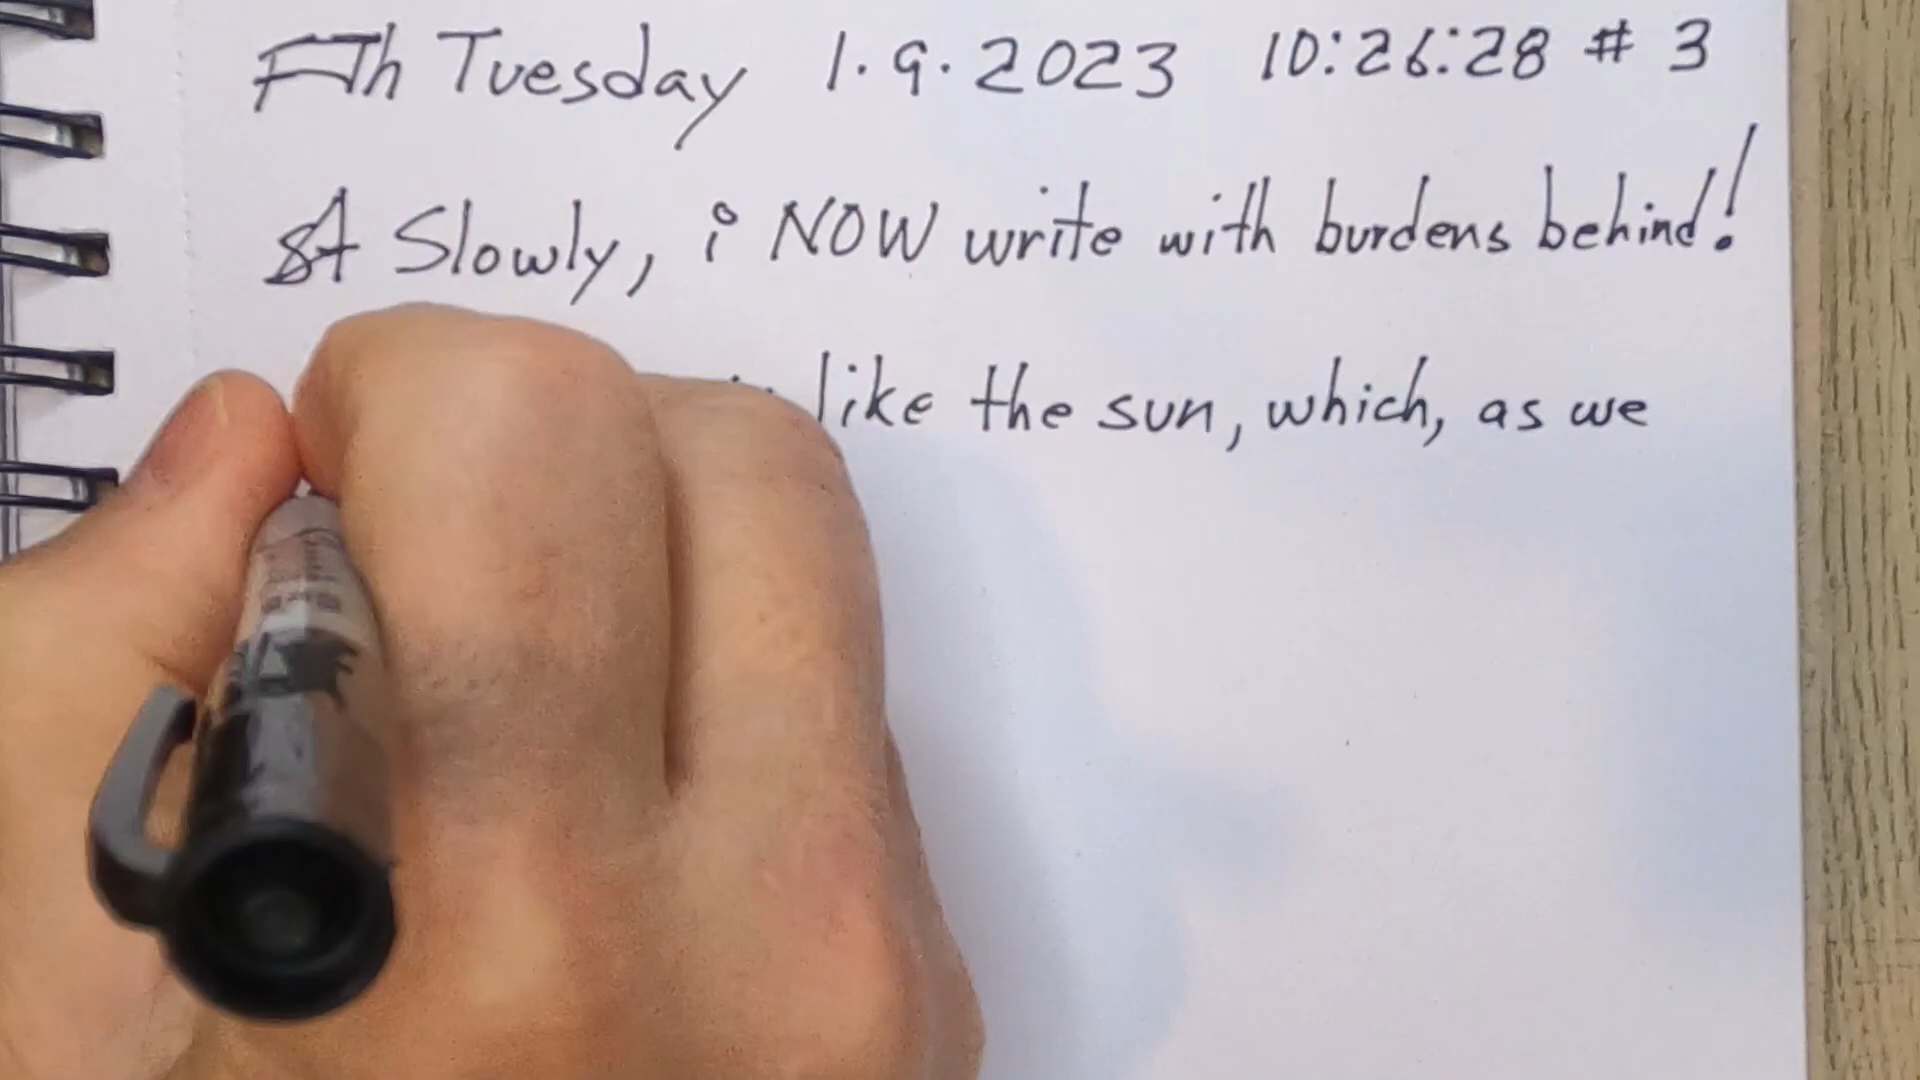 Tuesday 1.9.2023 10:26:28 # 3
Slowly, i NOW write with burdens behind!
like the sun, which, as we